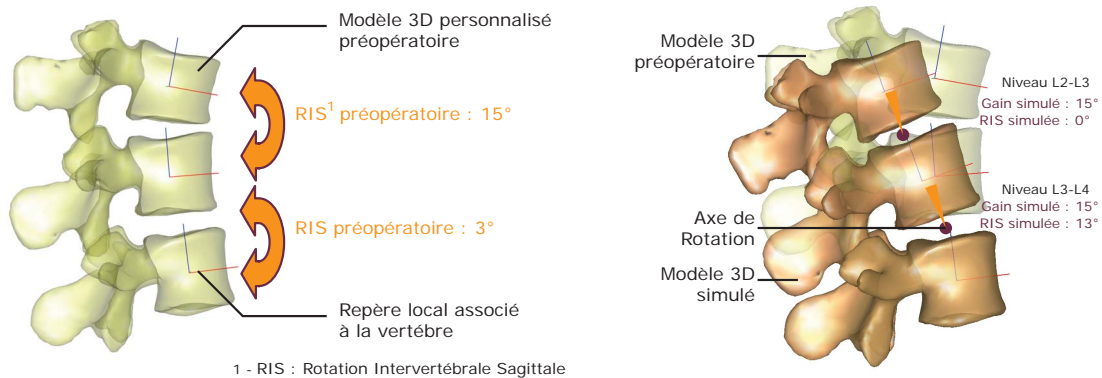 Modèle 3D personnalisé
préopératoire
RIS1 préopératoire : 15°
RIS préopératoire : 3°
Repère local associé
à la vertébre
1 - RIS : Rotation Intervertébrale Sagittale
Modèle 3D
préopératoire
Niveau L2-L3
Gain simulé : 15°
RIS simulée : 0°
Niveau L3-L4
Gain simulé : 15°
RIS simulée : 13°
Axe de
Rotation
Modèle 3D
simulé